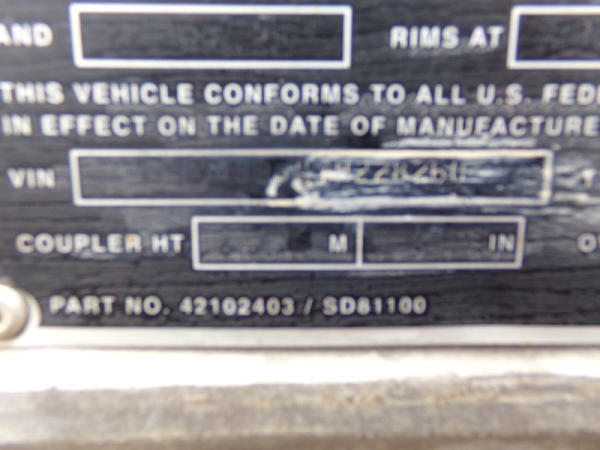 AND RIMS AT
THIS VEHICLE CONFORMS TO ALL U.S. FED
IN EFFECT ON THE DATE OF MANUFACTURE
VIN
COUPLER HT M IN
PART NO. 42102403 / SD81100